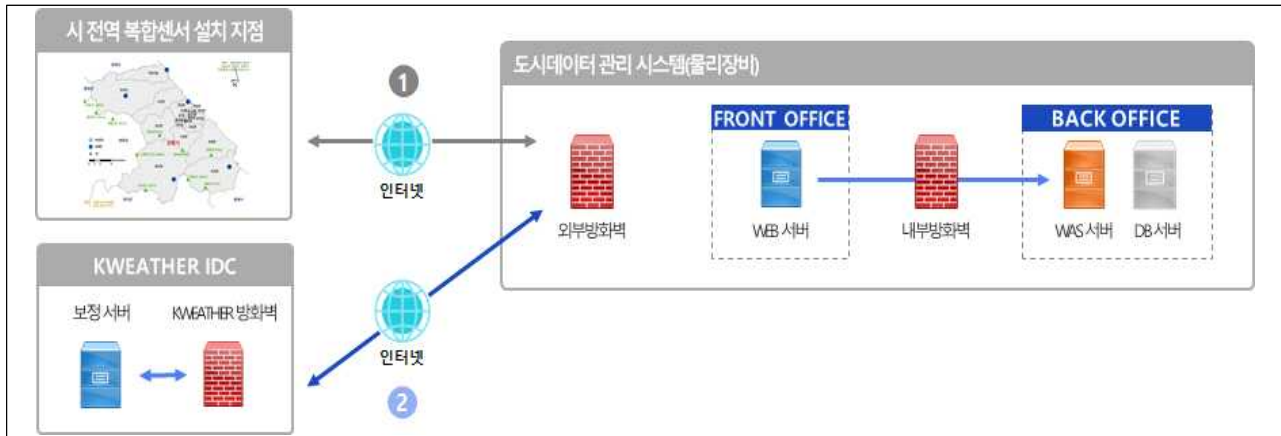 시 전역 복합센서 설치 지점
도시데이터 관리 시스템(물리장비)
1
FRONT OFFICE
BACK OFFICE
인터넷
외부방화벽
WEB 서버
내부방화벽
WAS 서버
DB 서버
KWEATHER IDC
보정 서버
KWEATHER 방화벽
인터넷
2